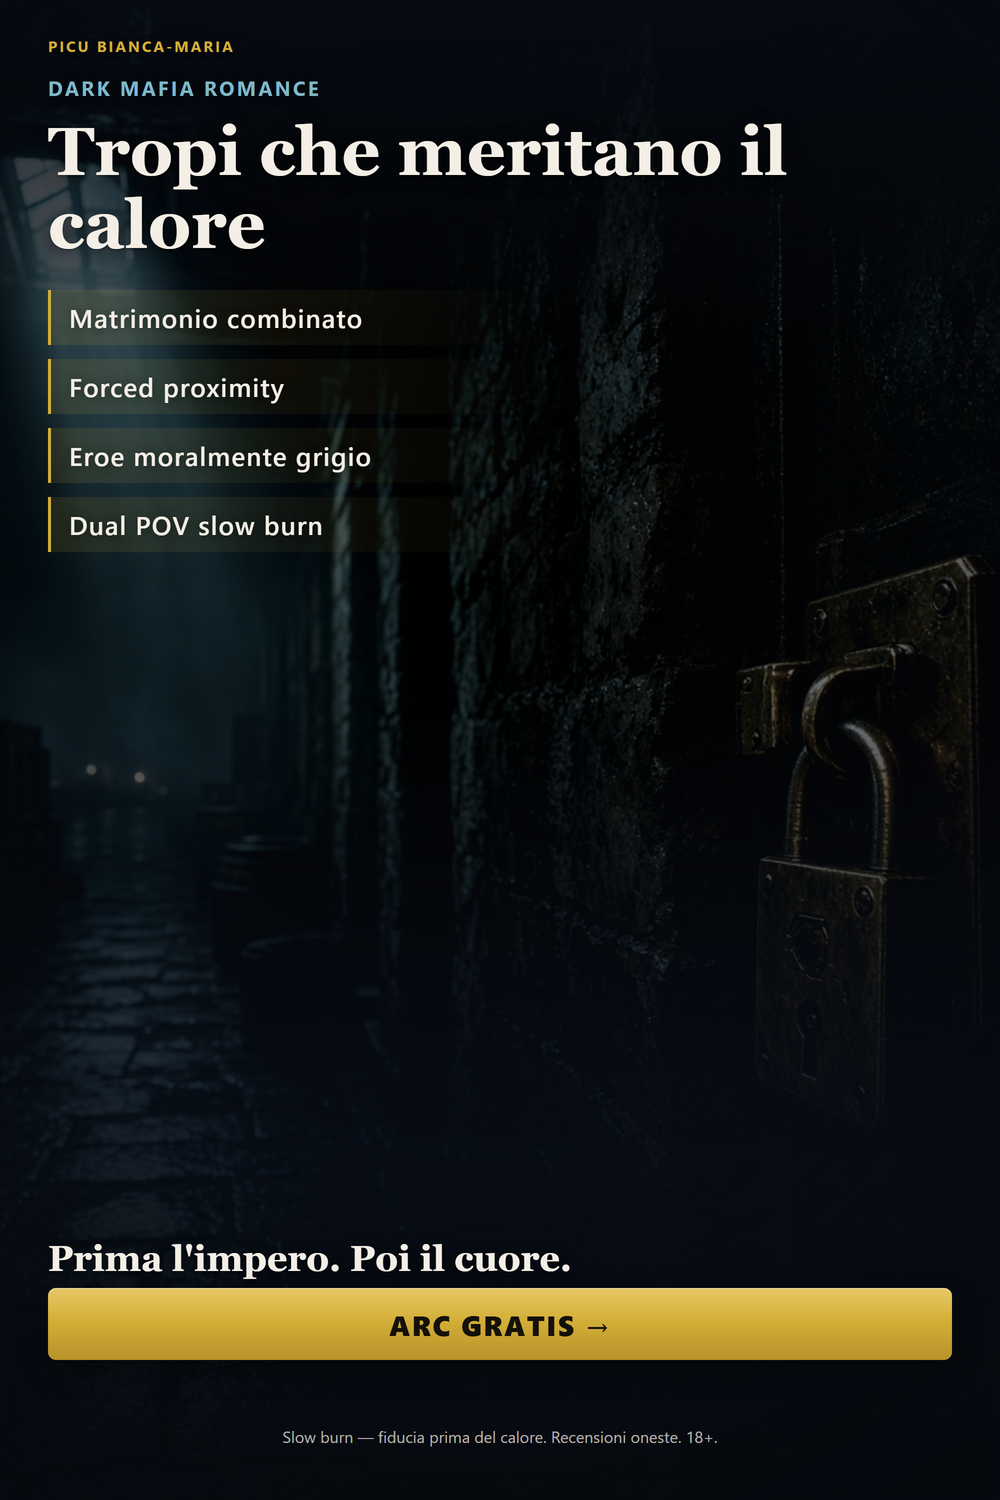 PICU BIANCA-MARIA
DARK MAFIA ROMANCE
Tropi che meritano il
calore
Matrimonio combinato
Forced proximity
Eroe moralmente grigio
Dual POV slow burn
Prima l'impero. Poi il cuore.
ARC GRATIS →
Slow burn — fiducia prima del calore. Recensioni oneste. 18+.